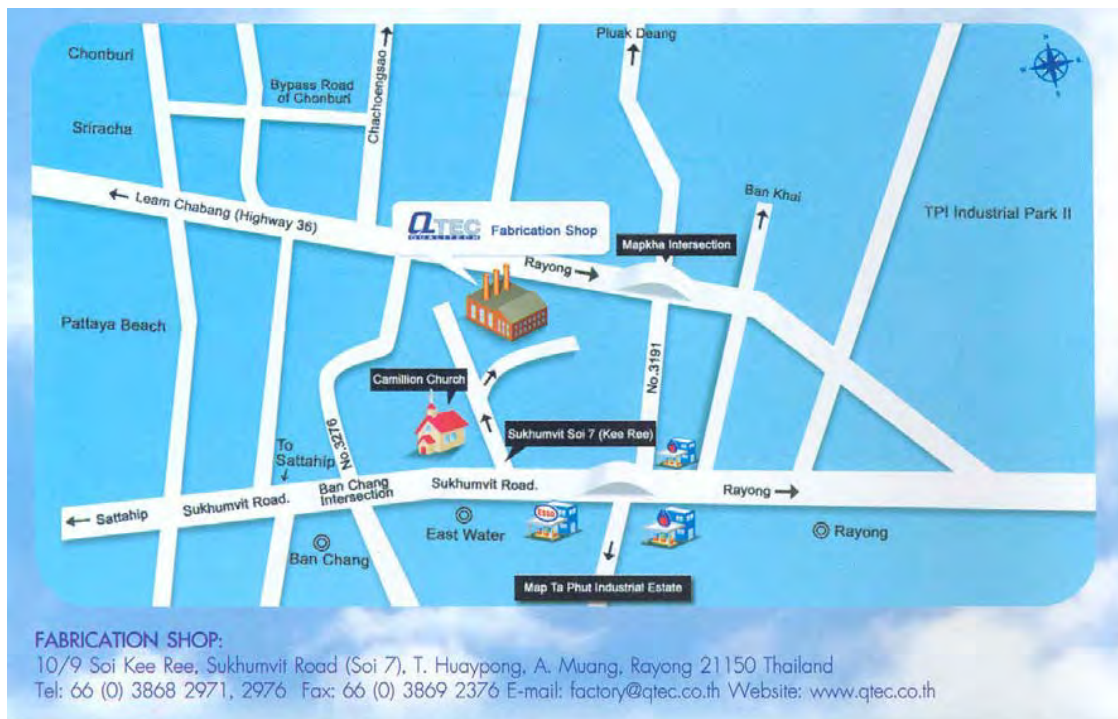 Chonburi
Sriracha
Bypass Road
of Chonburi
Chachoengsao
Pluak Deang
N
W
E
S
← Leam Chabang (Highway 36)
QTEC
QUALITECH
Fabrication Shop
Mapkha Intersection
Ban Khai
TPI Industrial Park II
Rayong →
Pattaya Beach
Camillion Church
No.3191
Sukhumvit Soi 7 (Kee Ree)
No.3276
To
Sattahip
← Sattahip
Sukhumvit Road.
Ban Chang
Intersection
Sukhumvit Road.
Rayong →
Esso
East Water
Ban Chang
Rayong
Map Ta Phut Industrial Estate
FABRICATION SHOP:
10/9 Soi Kee Ree, Sukhumvit Road (Soi 7), T. Huaypong, A. Muang, Rayong 21150 Thailand
Tel: 66 (0) 3868 2971, 2976 Fax: 66 (0) 3869 2376 E-mail: factory@qtec.co.th Website: www.qtec.co.th